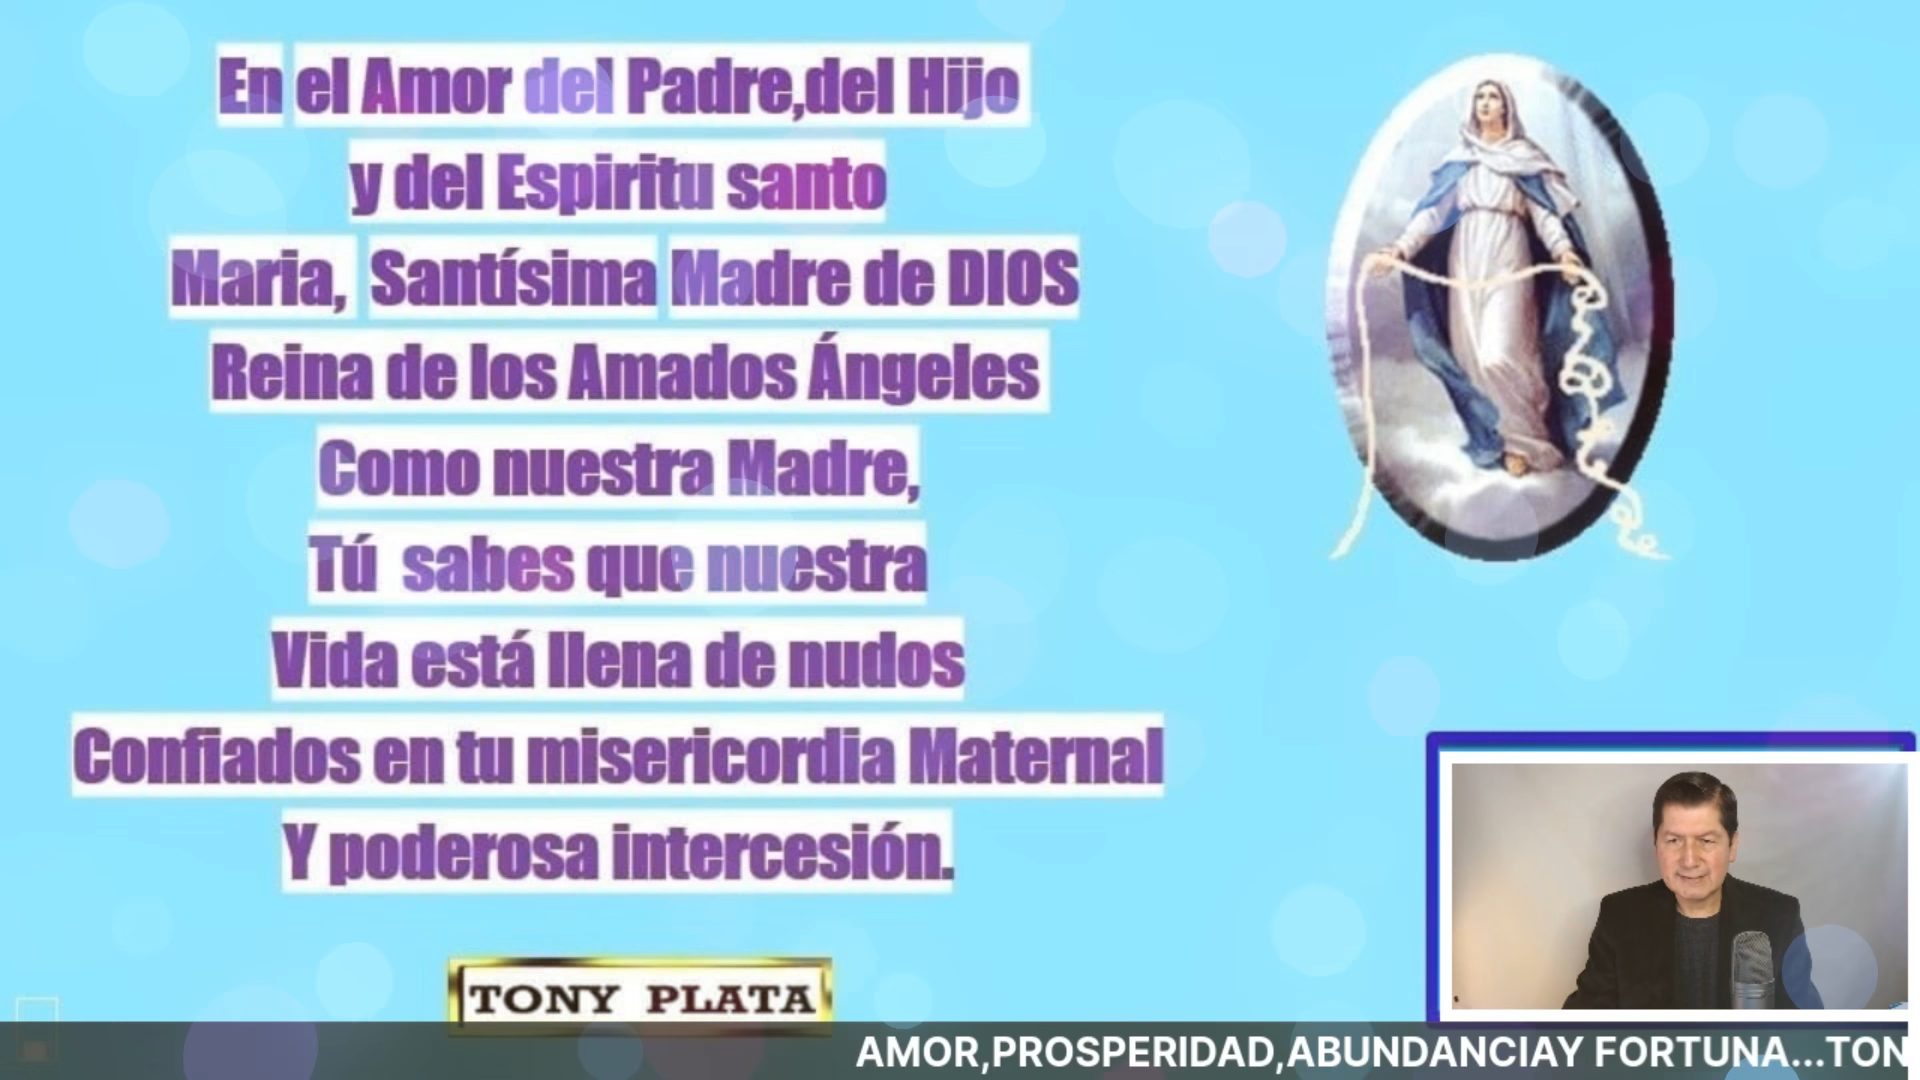 En el Amor del Padre,del Hijo
y del Espiritu santo
Maria, Santísima Madre de DIOS
Reina de los Amados Ángeles
Como nuestra Madre,
Tú sabes que nuestra
Vida está llena de nudos
Confiados en tu misericordia Maternal
Y poderosa intercesión.
TONY PLATA
AMOR,PROSPERIDAD,ABUNDANCIAY FORTUNA...TON